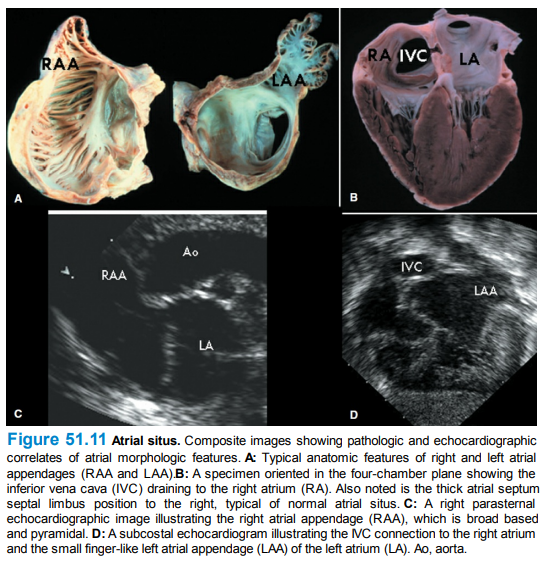 RAA
LAA
A
RA
IVC
LA
B
Ao
RAA
LA
C
IVC
LAA
D
Figure 51.11 Atrial situs. Composite images showing pathologic and echocardiographic
correlates of atrial morphologic features. A: Typical anatomic features of right and left atrial
appendages (RAA and LAA).B: A specimen oriented in the four-chamber plane showing the
inferior vena cava (IVC) draining to the right atrium (RA). Also noted is the thick atrial septum
septal limbus position to the right, typical of normal atrial situs. C: A right parasternal
echocardiographic image illustrating the right atrial appendage (RAA), which is broad based
and pyramidal. D: A subcostal echocardiogram illustrating the IVC connection to the right atrium
and the small finger-like left atrial appendage (LAA) of the left atrium (LA). Ao, aorta.